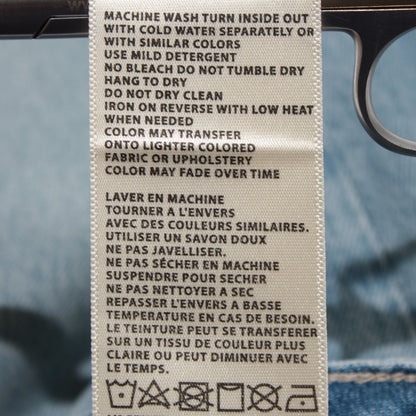 MACHINE WASH TURN INSIDE OUT
WITH COLD WATER SEPARATELY OR
WITH SIMILAR COLORS
USE MILD DETERGENT
NO BLEACH DO NOT TUMBLE DRY
HANG TO DRY
DO NOT DRY CLEAN
IRON ON REVERSE WITH LOW HEAT
WHEN NEEDED
COLOR MAY TRANSFER
ONTO LIGHTER COLORED
FABRIC OR UPHOLSTERY
COLOR MAY FADE OVER TIME
LAVER EN MACHINE
TOURNER A L'ENVERS
AVEC DES COULEURS SIMILAIRES.
UTILISER UN SAVON DOUX
NE PAS JAVELLISER.
NE PAS SÉCHER EN MACHINE
SUSPENDRE POUR SECHER
NE PAS NETTOYER A SEC
REPASSER L'ENVERS A BASSE
TEMPERATURE EN CAS DE BESOIN.
LE TEINTURE PEUT SE TRANSFERER
SUR UN TISSU DE COULEUR PLUS
CLAIRE OU PEUT DIMINUER AVEC
LE TEMPS.